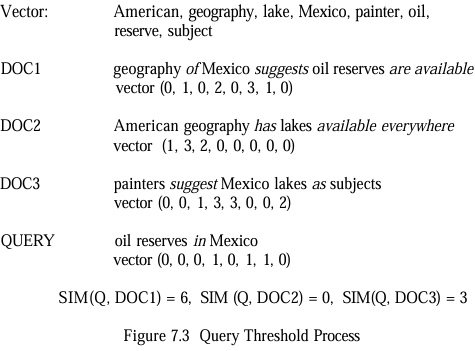 Vector: American, geography, lake, Mexico, painter, oil,
reserve, subject
DOC1 geography of Mexico suggests oil reserves are available
vector (0, 1, 0, 2, 0, 3, 1, 0)
DOC2 American geography has lakes available everywhere
vector (1, 3, 2, 0, 0, 0, 0, 0)
DOC3 painters suggest Mexico lakes as subjects
vector (0, 0, 1, 3, 3, 0, 0, 2)
QUERY oil reserves in Mexico
vector (0, 0, 0, 1, 0, 1, 1, 0)
SIM(Q, DOC1) = 6, SIM (Q, DOC2) = 0, SIM(Q, DOC3) = 3
Figure 7.3 Query Threshold Process